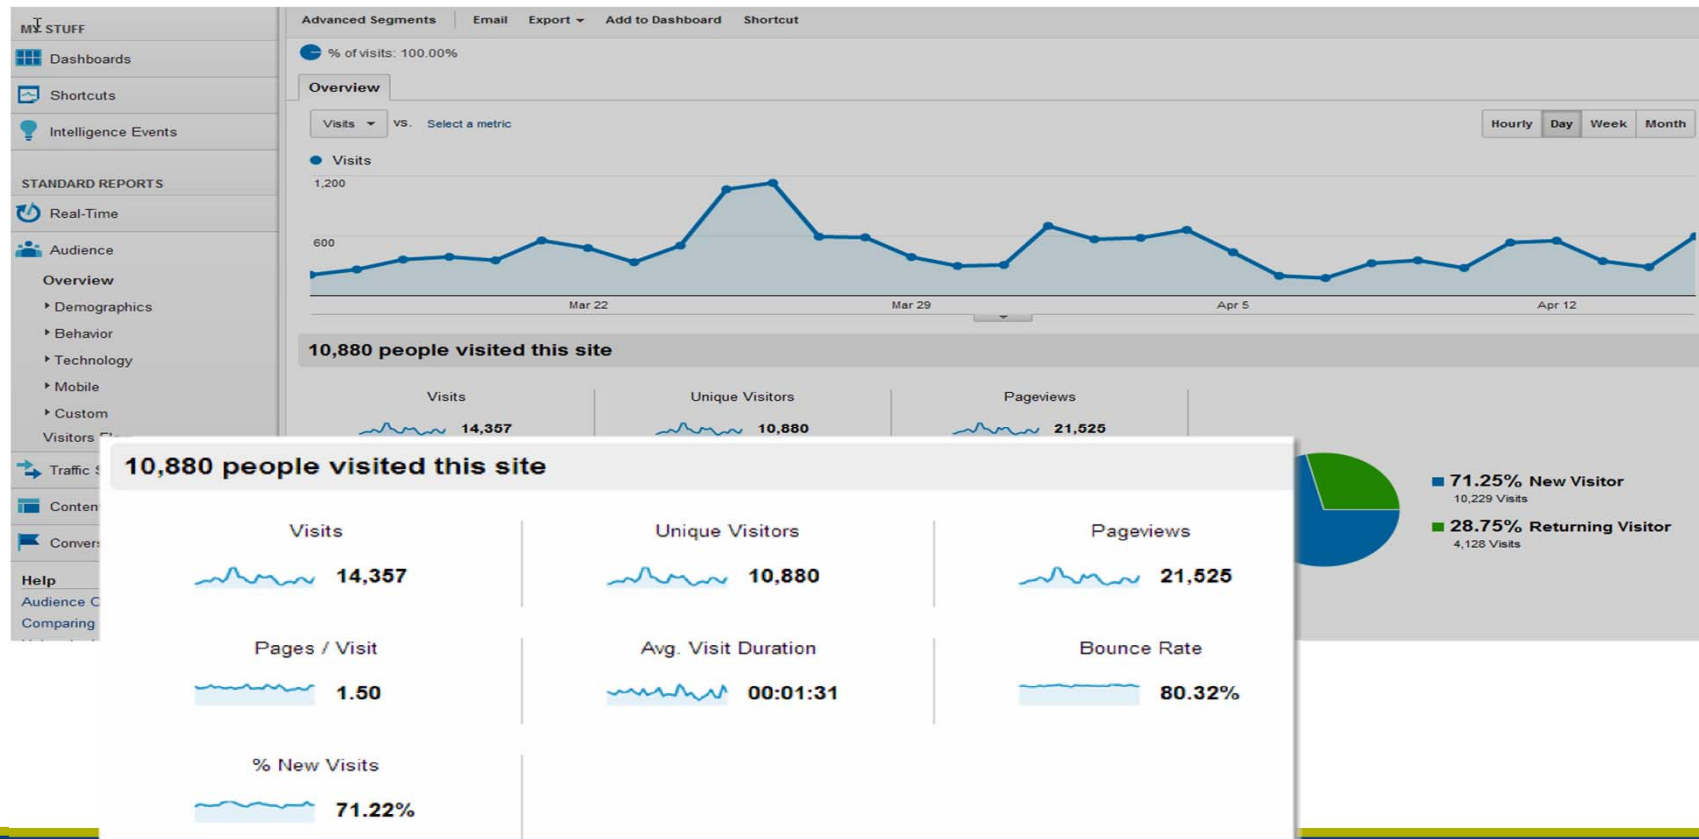 MY STUFF
Dashboards
Shortcuts
Intelligence Events
STANDARD REPORTS
Real-Time
Audience
Overview
Demographics
Behavior
Technology
Mobile
Custom
Visitors
Traffic
Help
Audience
Comparing
Advanced Segments Email Export Add to Dashboard Shortcut
% of visits: 100.00%
Overview
Visits VS. Select a metric
Hourly Day Week Month
Visits
1,200
600
Mar 22 Mar 29 Apr 5 Apr 12
10,880 people visited this site
Visits Unique Visitors Pageviews
14,357 10,880 21,525
71.25% New Visitor
10,229 Visits
28.75% Returning Visitor
4,128 Visits
10,880 people visited this site
Visits Unique Visitors Pageviews
14,357 10,880 21,525
Pages / Visit Avg. Visit Duration Bounce Rate
1.50 00:01:31 80.32%
% New Visits
71.22%